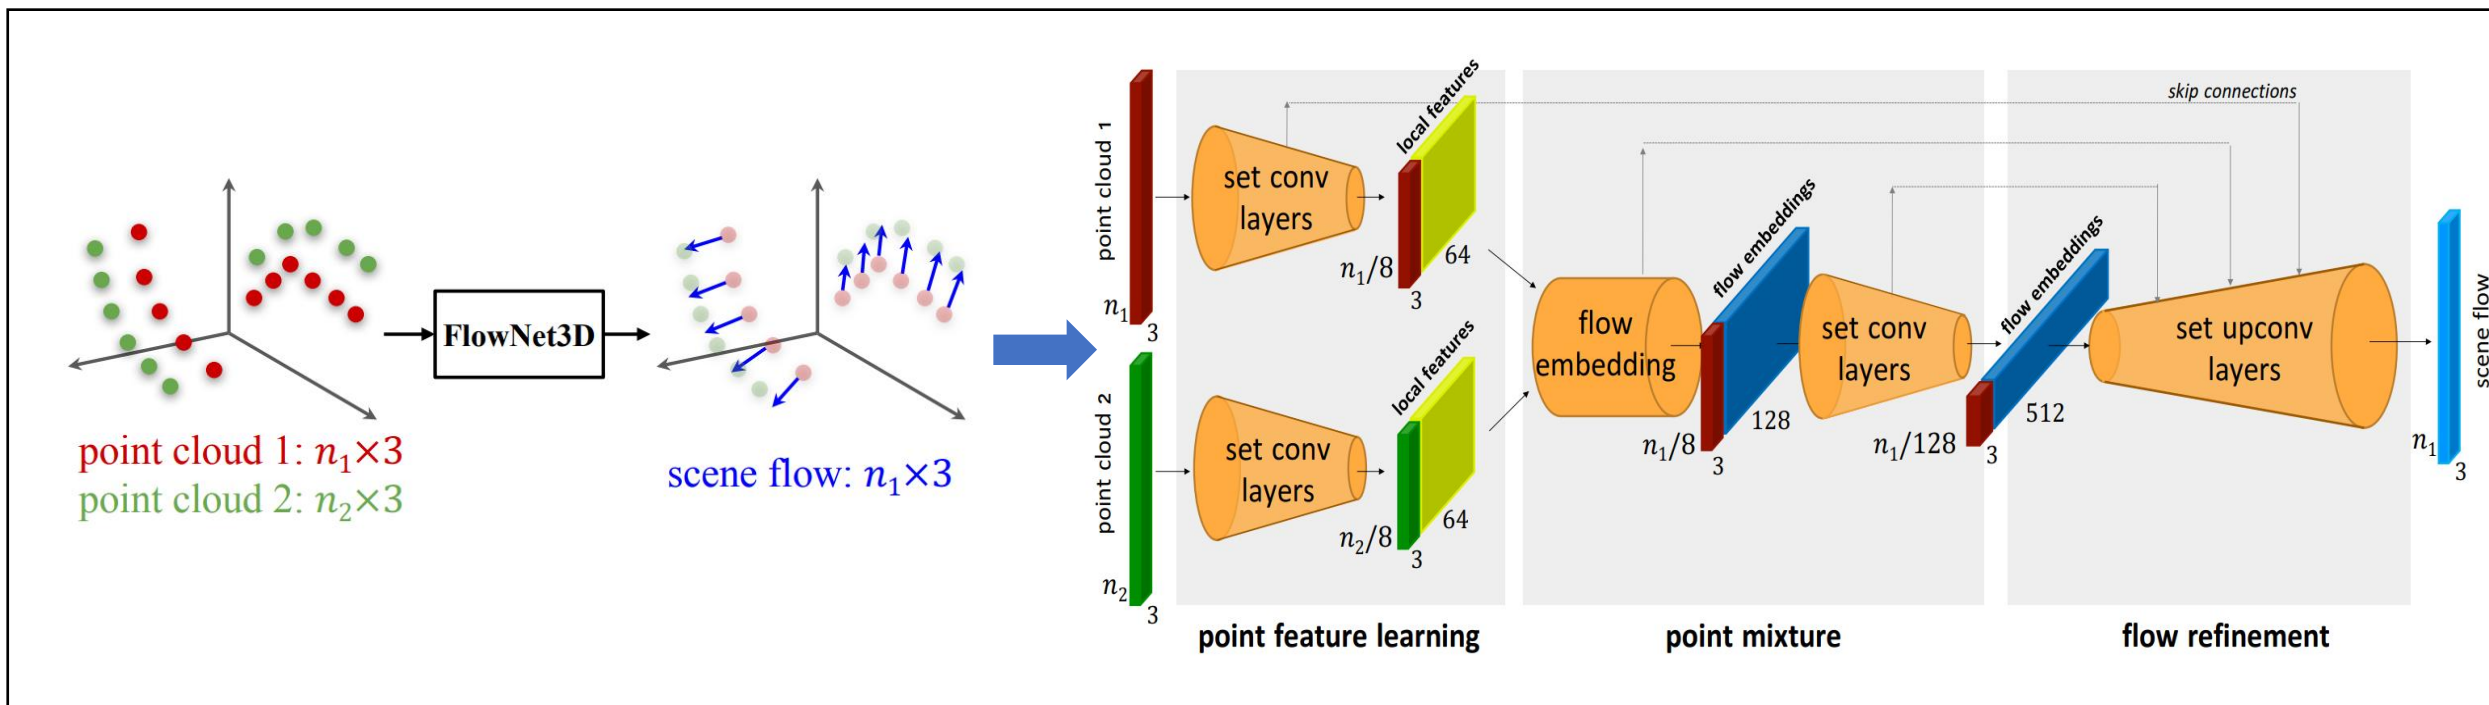 FlowNet3D
point cloud 1: n₁×3
point cloud 2: n₂×3
scene flow: n₁×3
point cloud 1
n₁
3
point cloud 2
n₂
3
set conv
layers
local features
n₁/8
3
64
set conv
layers
local features
n₂/8
3
64
point feature learning
flow
embedding
flow embeddings
n₁/8
3
128
set conv
layers
flow embeddings
n₁/128
3
512
point mixture
skip connections
set upconv
layers
flow refinement
n₁
3
scene flow